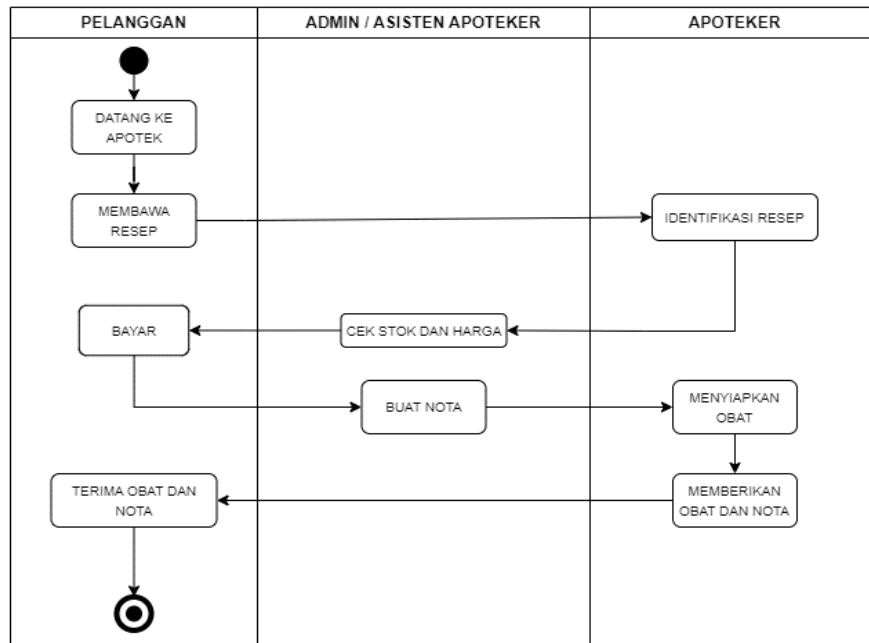 PELANGGAN
ADMIN / ASISTEN APOTEKER
APOTEKER
DATANG KE
APOTEK
MEMBAWA
RESEP
IDENTIFIKASI RESEP
BAYAR
CEK STOK DAN HARGA
BUAT NOTA
MENYIAPKAN
OBAT
TERIMA OBAT DAN
NOTA
MEMBERIKAN
OBAT DAN NOTA